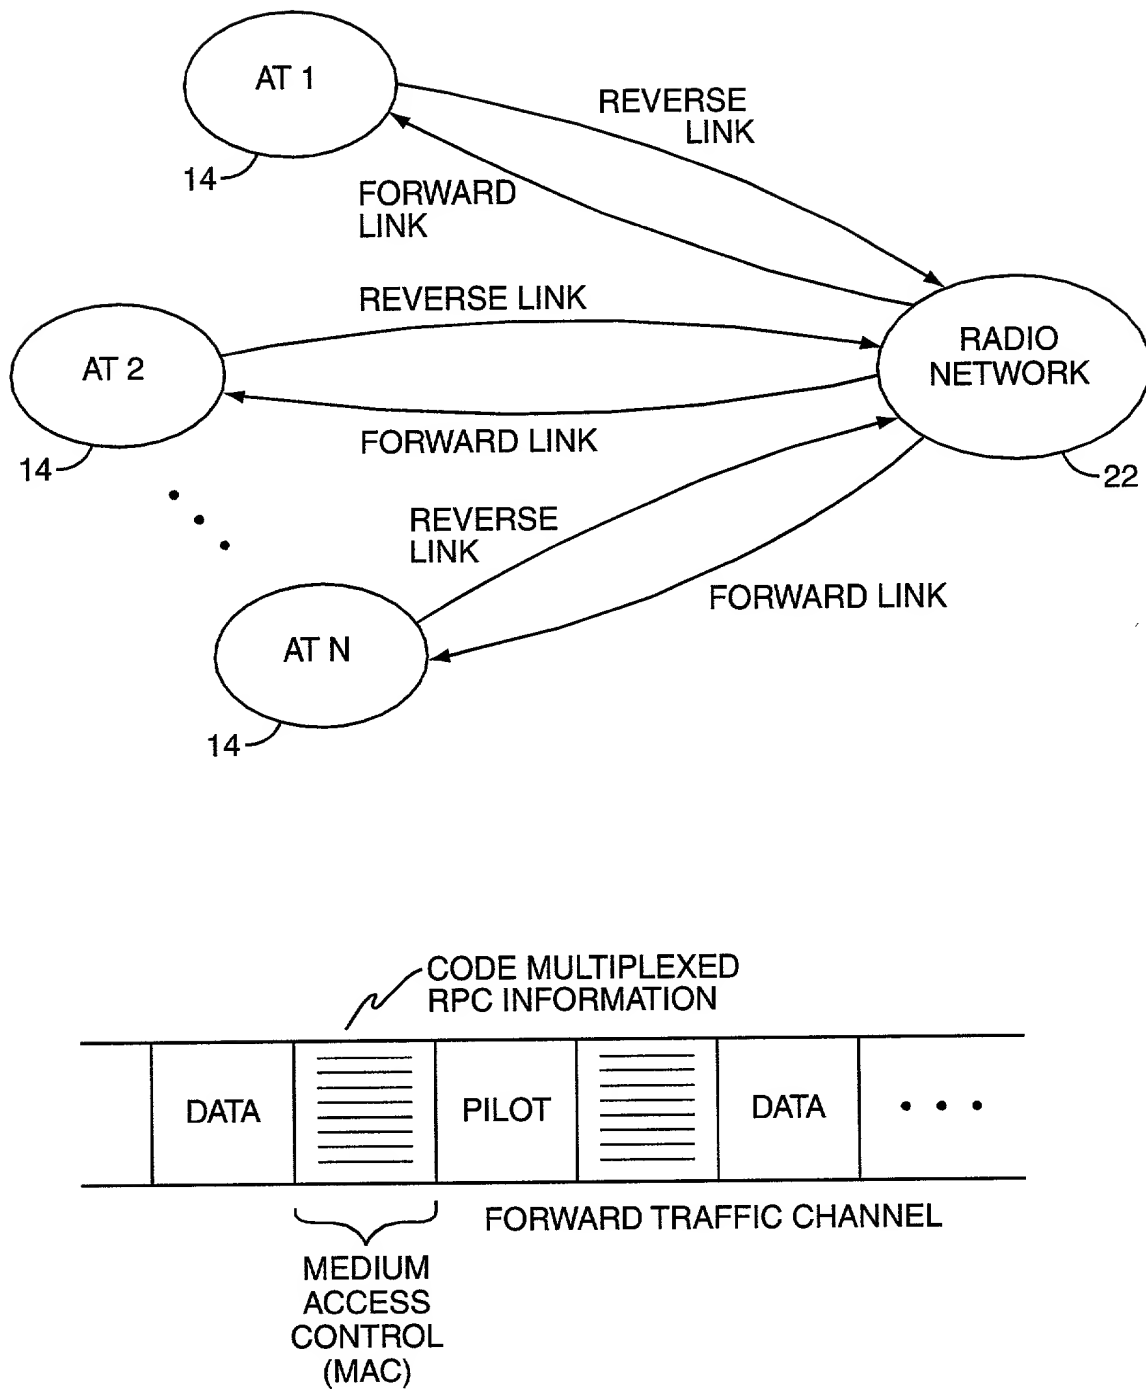 AT 1
REVERSE
LINK
14
FORWARD
LINK
REVERSE LINK
RADIO
NETWORK
AT 2
FORWARD LINK
14
22
REVERSE
LINK
FORWARD LINK
AT N
14
CODE MULTIPLEXED
RPC INFORMATION
DATA
PILOT
DATA
FORWARD TRAFFIC CHANNEL
MEDIUM
ACCESS
CONTROL
(MAC)